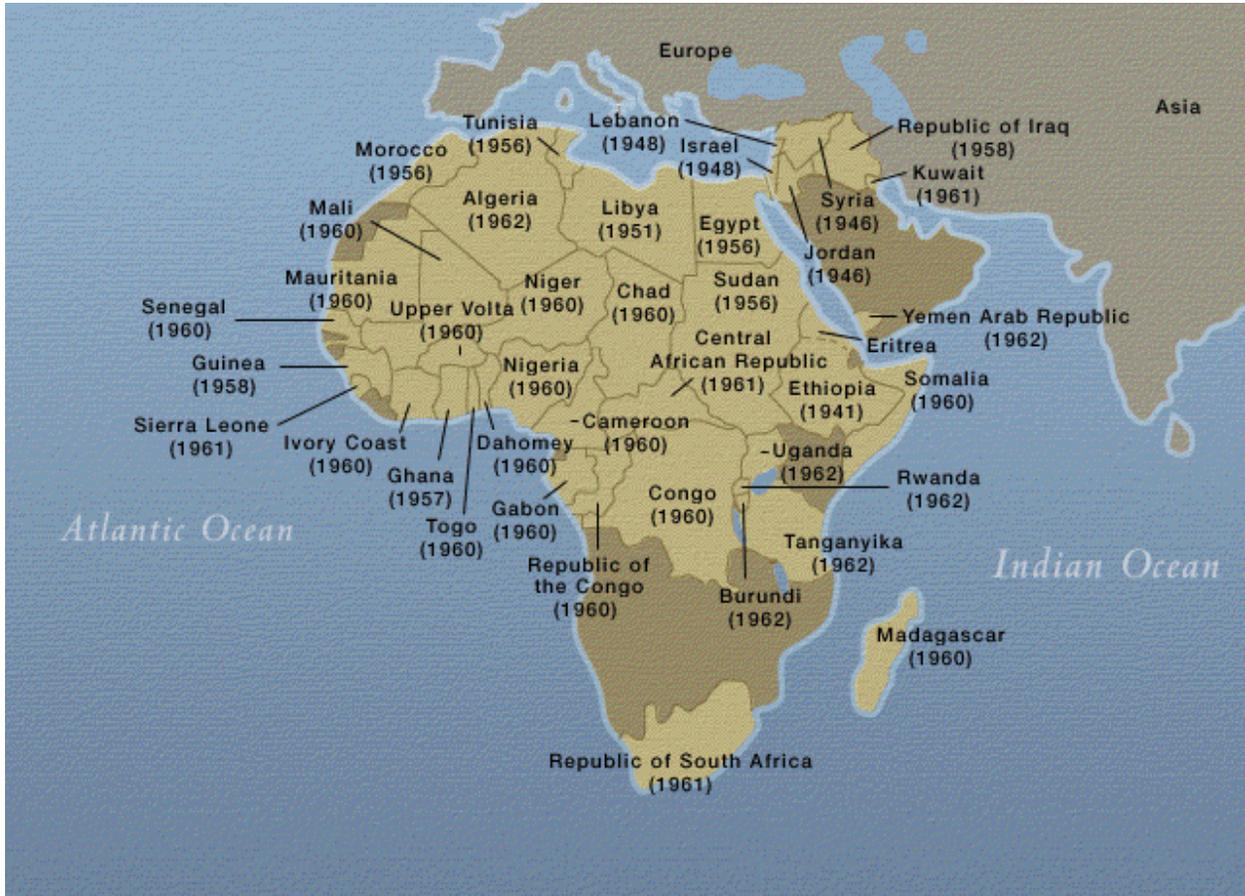 Europe
Asia
Tunisia
(1956)
Lebanon
(1948)
Israel
(1948)
Republic of Iraq
(1958)
Kuwait
(1961)
Morocco
(1956)
Mali
(1960)
Algeria
(1962)
Libya
(1951)
Egypt
(1956)
Syria
(1946)
Jordan
(1946)
Mauritania
(1960)
Senegal
(1960)
Upper Volta
(1960)
Niger
(1960)
Chad
(1960)
Sudan
(1956)
Yemen Arab Republic
(1962)
Eritrea
Central
African Republic
(1961)
Guinea
(1958)
Nigeria
(1960)
Ethiopia
(1941)
Somalia
(1960)
Sierra Leone
(1961)
Ivory Coast
(1960)
Ghana
(1957)
Togo
(1960)
Dahomey
(1960)
-Cameroon
(1960)
-Uganda
(1962)
Rwanda
(1962)
Gabon
(1960)
Congo
(1960)
Republic of
the Congo
(1960)
Tanganyika
(1962)
Burundi
(1962)
Atlantic Ocean
Indian Ocean
Madagascar
(1960)
Republic of South Africa
(1961)